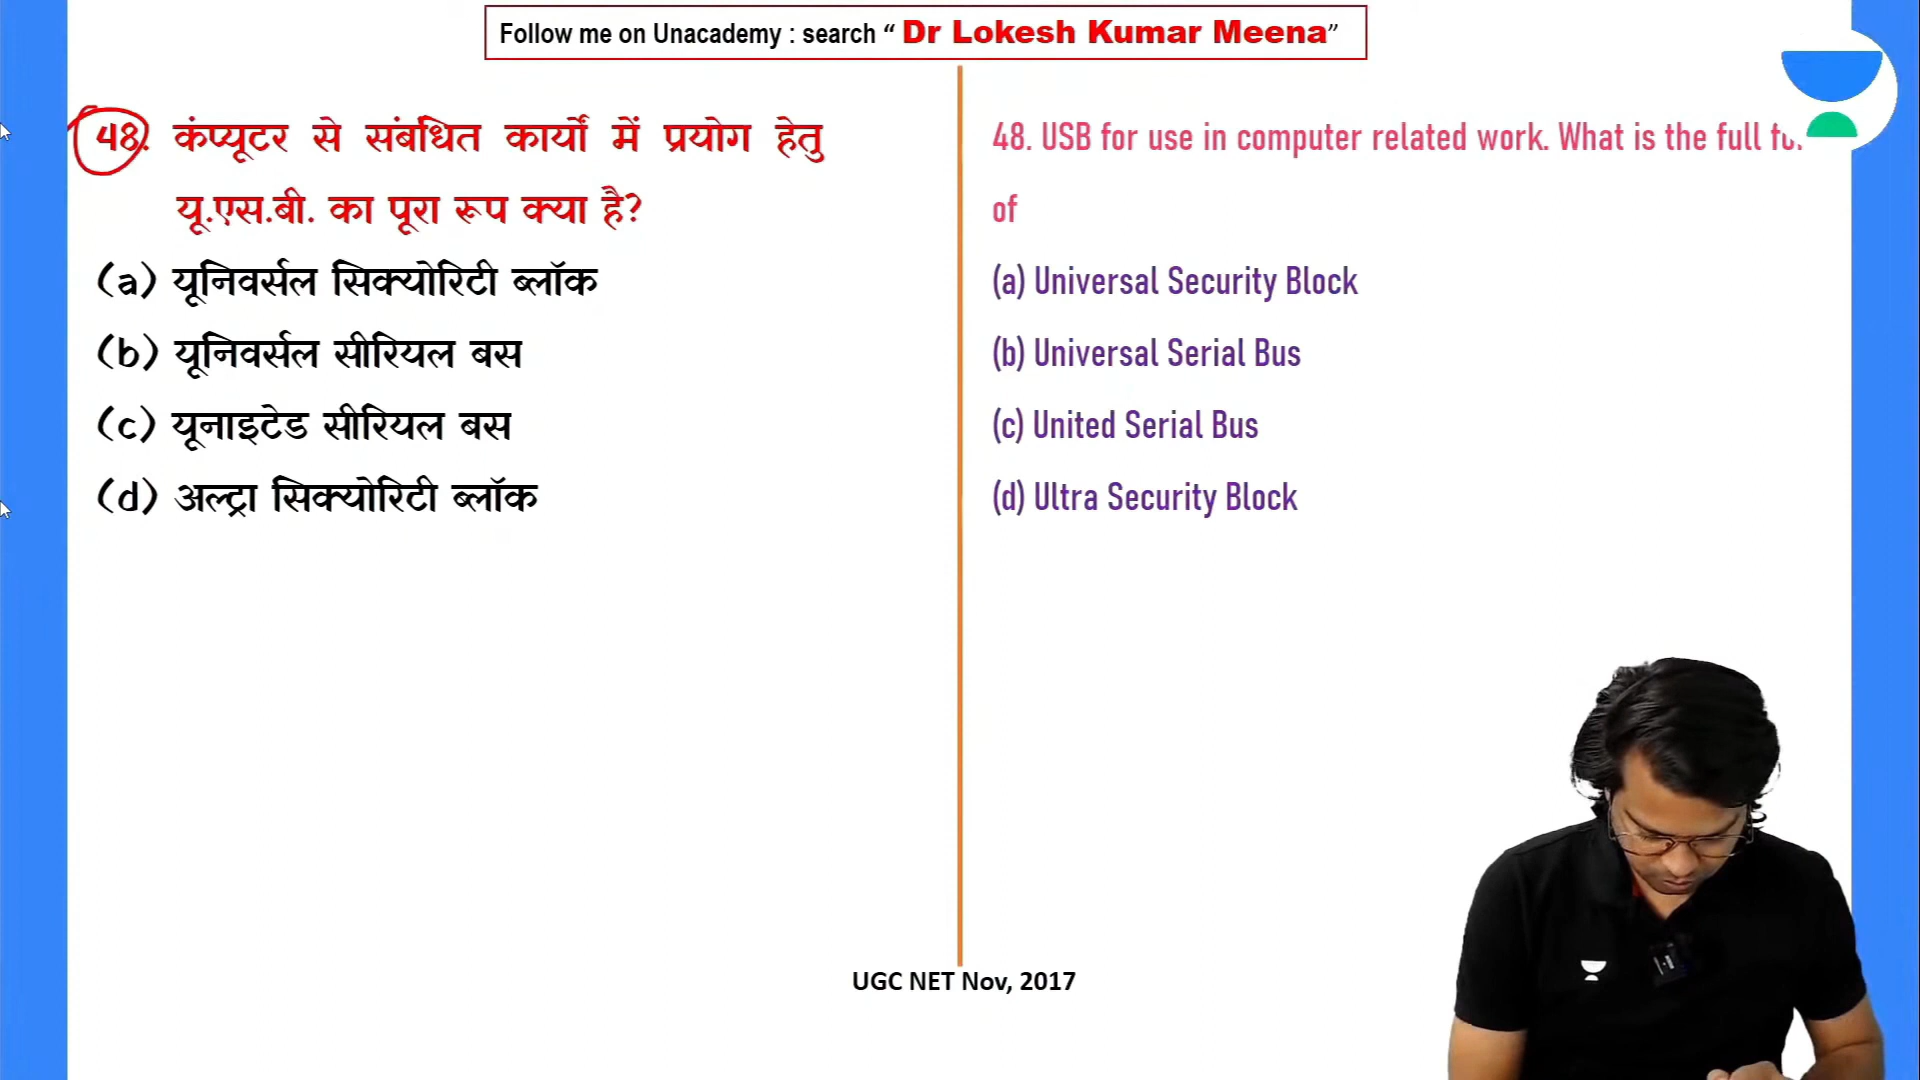 Follow me on Unacademy : search “ Dr Lokesh Kumar Meena”
48. कंप्यूटर से संबंधित कार्यों में प्रयोग हेतु
यू.एस.बी. का पूरा रूप क्या है?
(a) यूनिवर्सल सिक्योरिटी ब्लॉक
(b) यूनिवर्सल सीरियल बस
(c) यूनाइटेड सीरियल बस
(d) अल्ट्रा सिक्योरिटी ब्लॉक
48. USB for use in computer related work. What is the full
of
(a) Universal Security Block
(b) Universal Serial Bus
(c) United Serial Bus
(d) Ultra Security Block
UGC NET Nov, 2017